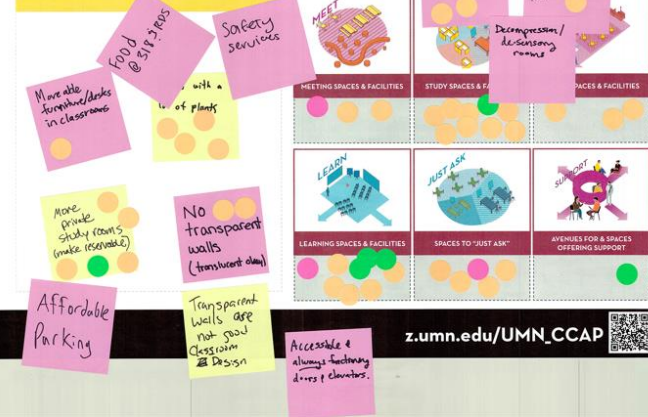 Food
@ 318 JRDS
Safety
services
MEET
Decompression/
de-sensory
rooms
Moveable
furniture/desks
in classrooms
with a
lot of plants
MEETING SPACES & FACILITIES
STUDY SPACES & FA
& FACILITIES
More
private
study rooms
(make reservable)
No
transparent
walls
(translucent okay)
LEARN
JUST ASK
SUPPORT
LEARNING SPACES & FACILITIES
SPACES TO "JUST ASK"
AVENUES FOR & SPACES
OFFERING SUPPORT
Affordable
Parking
Transparent
walls are
not good
classroom
Design
Accessible &
always functioning
doors & elevators.
z.umn.edu/UMN_CCAP